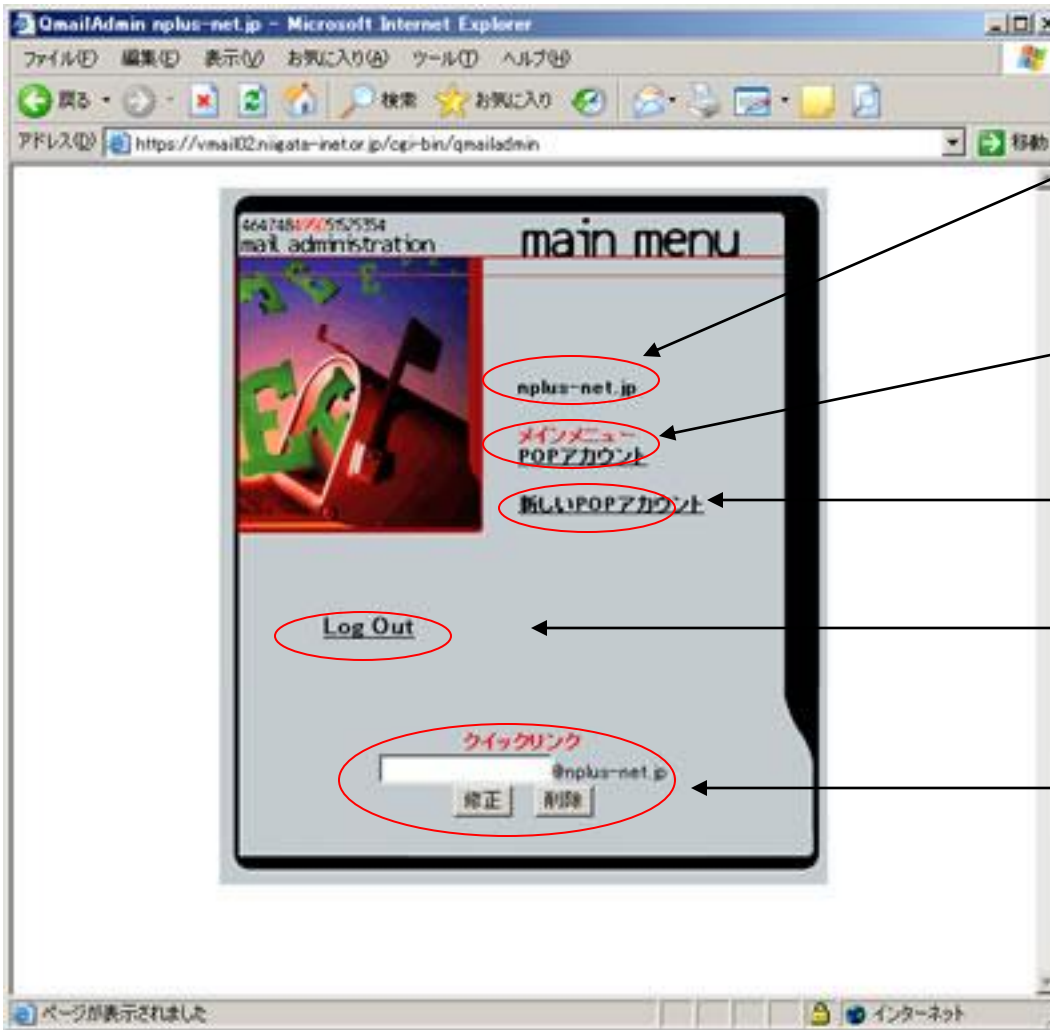 QmailAdmin nplus-net.jp - Microsoft Internet Explorer
ファイル(F) 編集(E) 表示(V) お気に入り(A) ツール(T) ヘルプ(H)
戻る 検索 お気に入り
アドレス(D) https://vmail02.niigata-inet.or.jp/cgi-bin/qmailadmin 移動
464748495051525354
mail administration
main menu
nplus-net.jp
メインメニュー
POPアカウント
新しいPOPアカウント
Log Out
クイックリンク
@nplus-net.jp
修正 削除
ページが表示されました インターネット